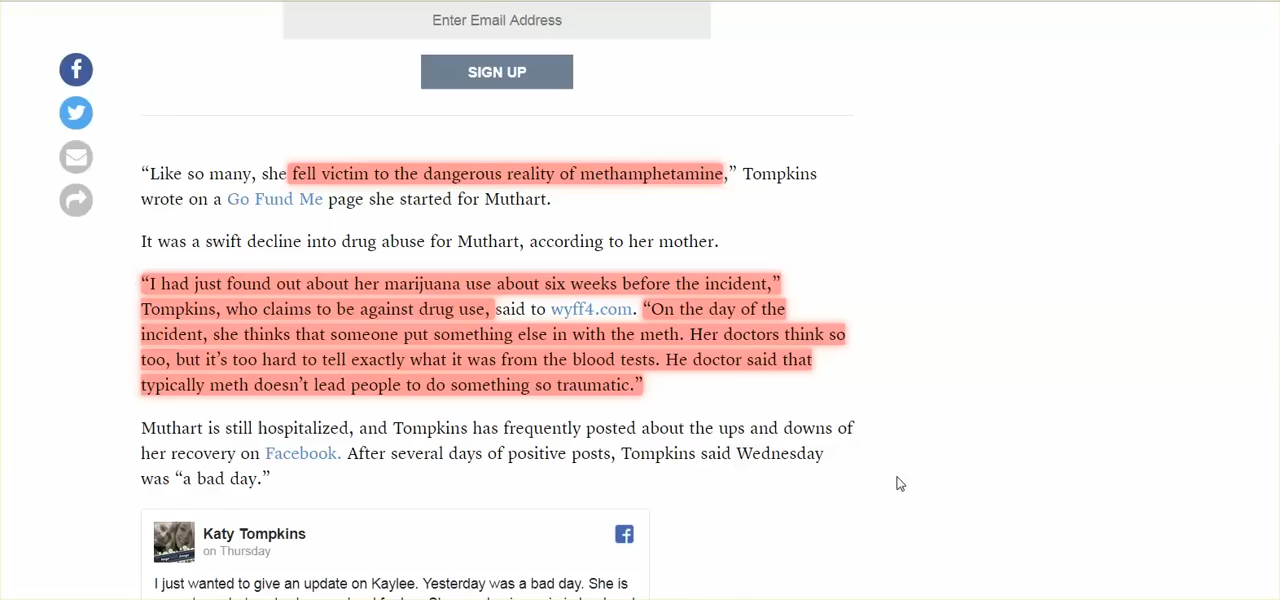 Enter Email Address
SIGN UP
“Like so many, she fell victim to the dangerous reality of methamphetamine,” Tompkins
wrote on a Go Fund Me page she started for Muthart.
It was a swift decline into drug abuse for Muthart, according to her mother.
“I had just found out about her marijuana use about six weeks before the incident,”
Tompkins, who claims to be against drug use, said to wyff4.com. “On the day of the
incident, she thinks that someone put something else in with the meth. Her doctors think so
too, but it’s too hard to tell exactly what it was from the blood tests. He doctor said that
typically meth doesn’t lead people to do something so traumatic.”
Muthart is still hospitalized, and Tompkins has frequently posted about the ups and downs of
her recovery on Facebook. After several days of positive posts, Tompkins said Wednesday
was “a bad day.”
Katy Tompkins
on Thursday
I just wanted to give an update on Kaylee. Yesterday was a bad day. She is